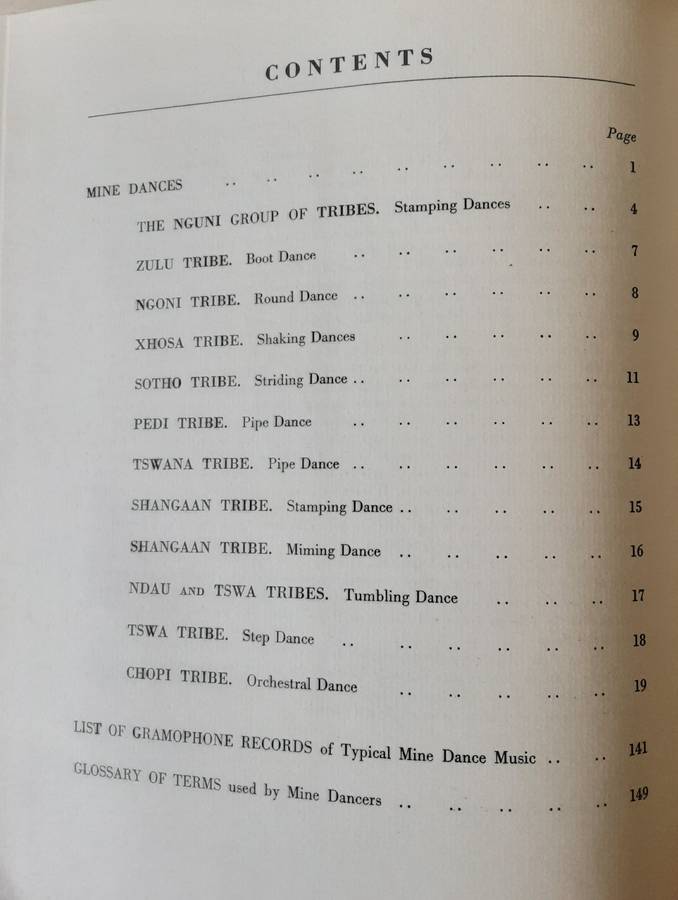 CONTENTS
Page
MINE DANCES .. .. .. .. .. .. .. .. .. 1
THE NGUNI GROUP OF TRIBES. Stamping Dances .. .. 4
ZULU TRIBE. Boot Dance .. .. .. .. .. .. 7
NGONI TRIBE. Round Dance .. .. .. .. .. .. 8
XHOSA TRIBE. Shaking Dances .. .. .. .. .. 9
SOTHO TRIBE. Striding Dance .. .. .. .. .. .. 11
PEDI TRIBE. Pipe Dance .. .. .. .. .. .. 13
TSWANA TRIBE. Pipe Dance .. .. .. .. .. .. 14
SHANGAAN TRIBE. Stamping Dance .. .. .. .. .. 15
SHANGAAN TRIBE. Miming Dance .. .. .. .. .. 16
NDAU AND TSWA TRIBES. Tumbling Dance .. .. .. 17
TSWA TRIBE. Step Dance .. .. .. .. .. .. 18
CHOPI TRIBE. Orchestral Dance .. .. .. .. .. 19
LIST OF GRAMOPHONE RECORDS of Typical Mine Dance Music .. .. 141
GLOSSARY OF TERMS used by Mine Dancers .. .. .. .. .. 149